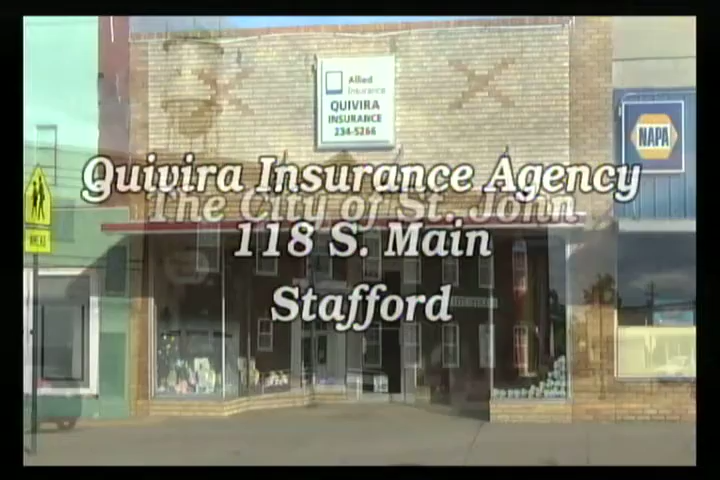 Allied
Insurance
QUIVIRA
INSURANCE
234-5266
NAPA
Quivira Insurance Agency
The City of St. John
118 S. Main
Stafford